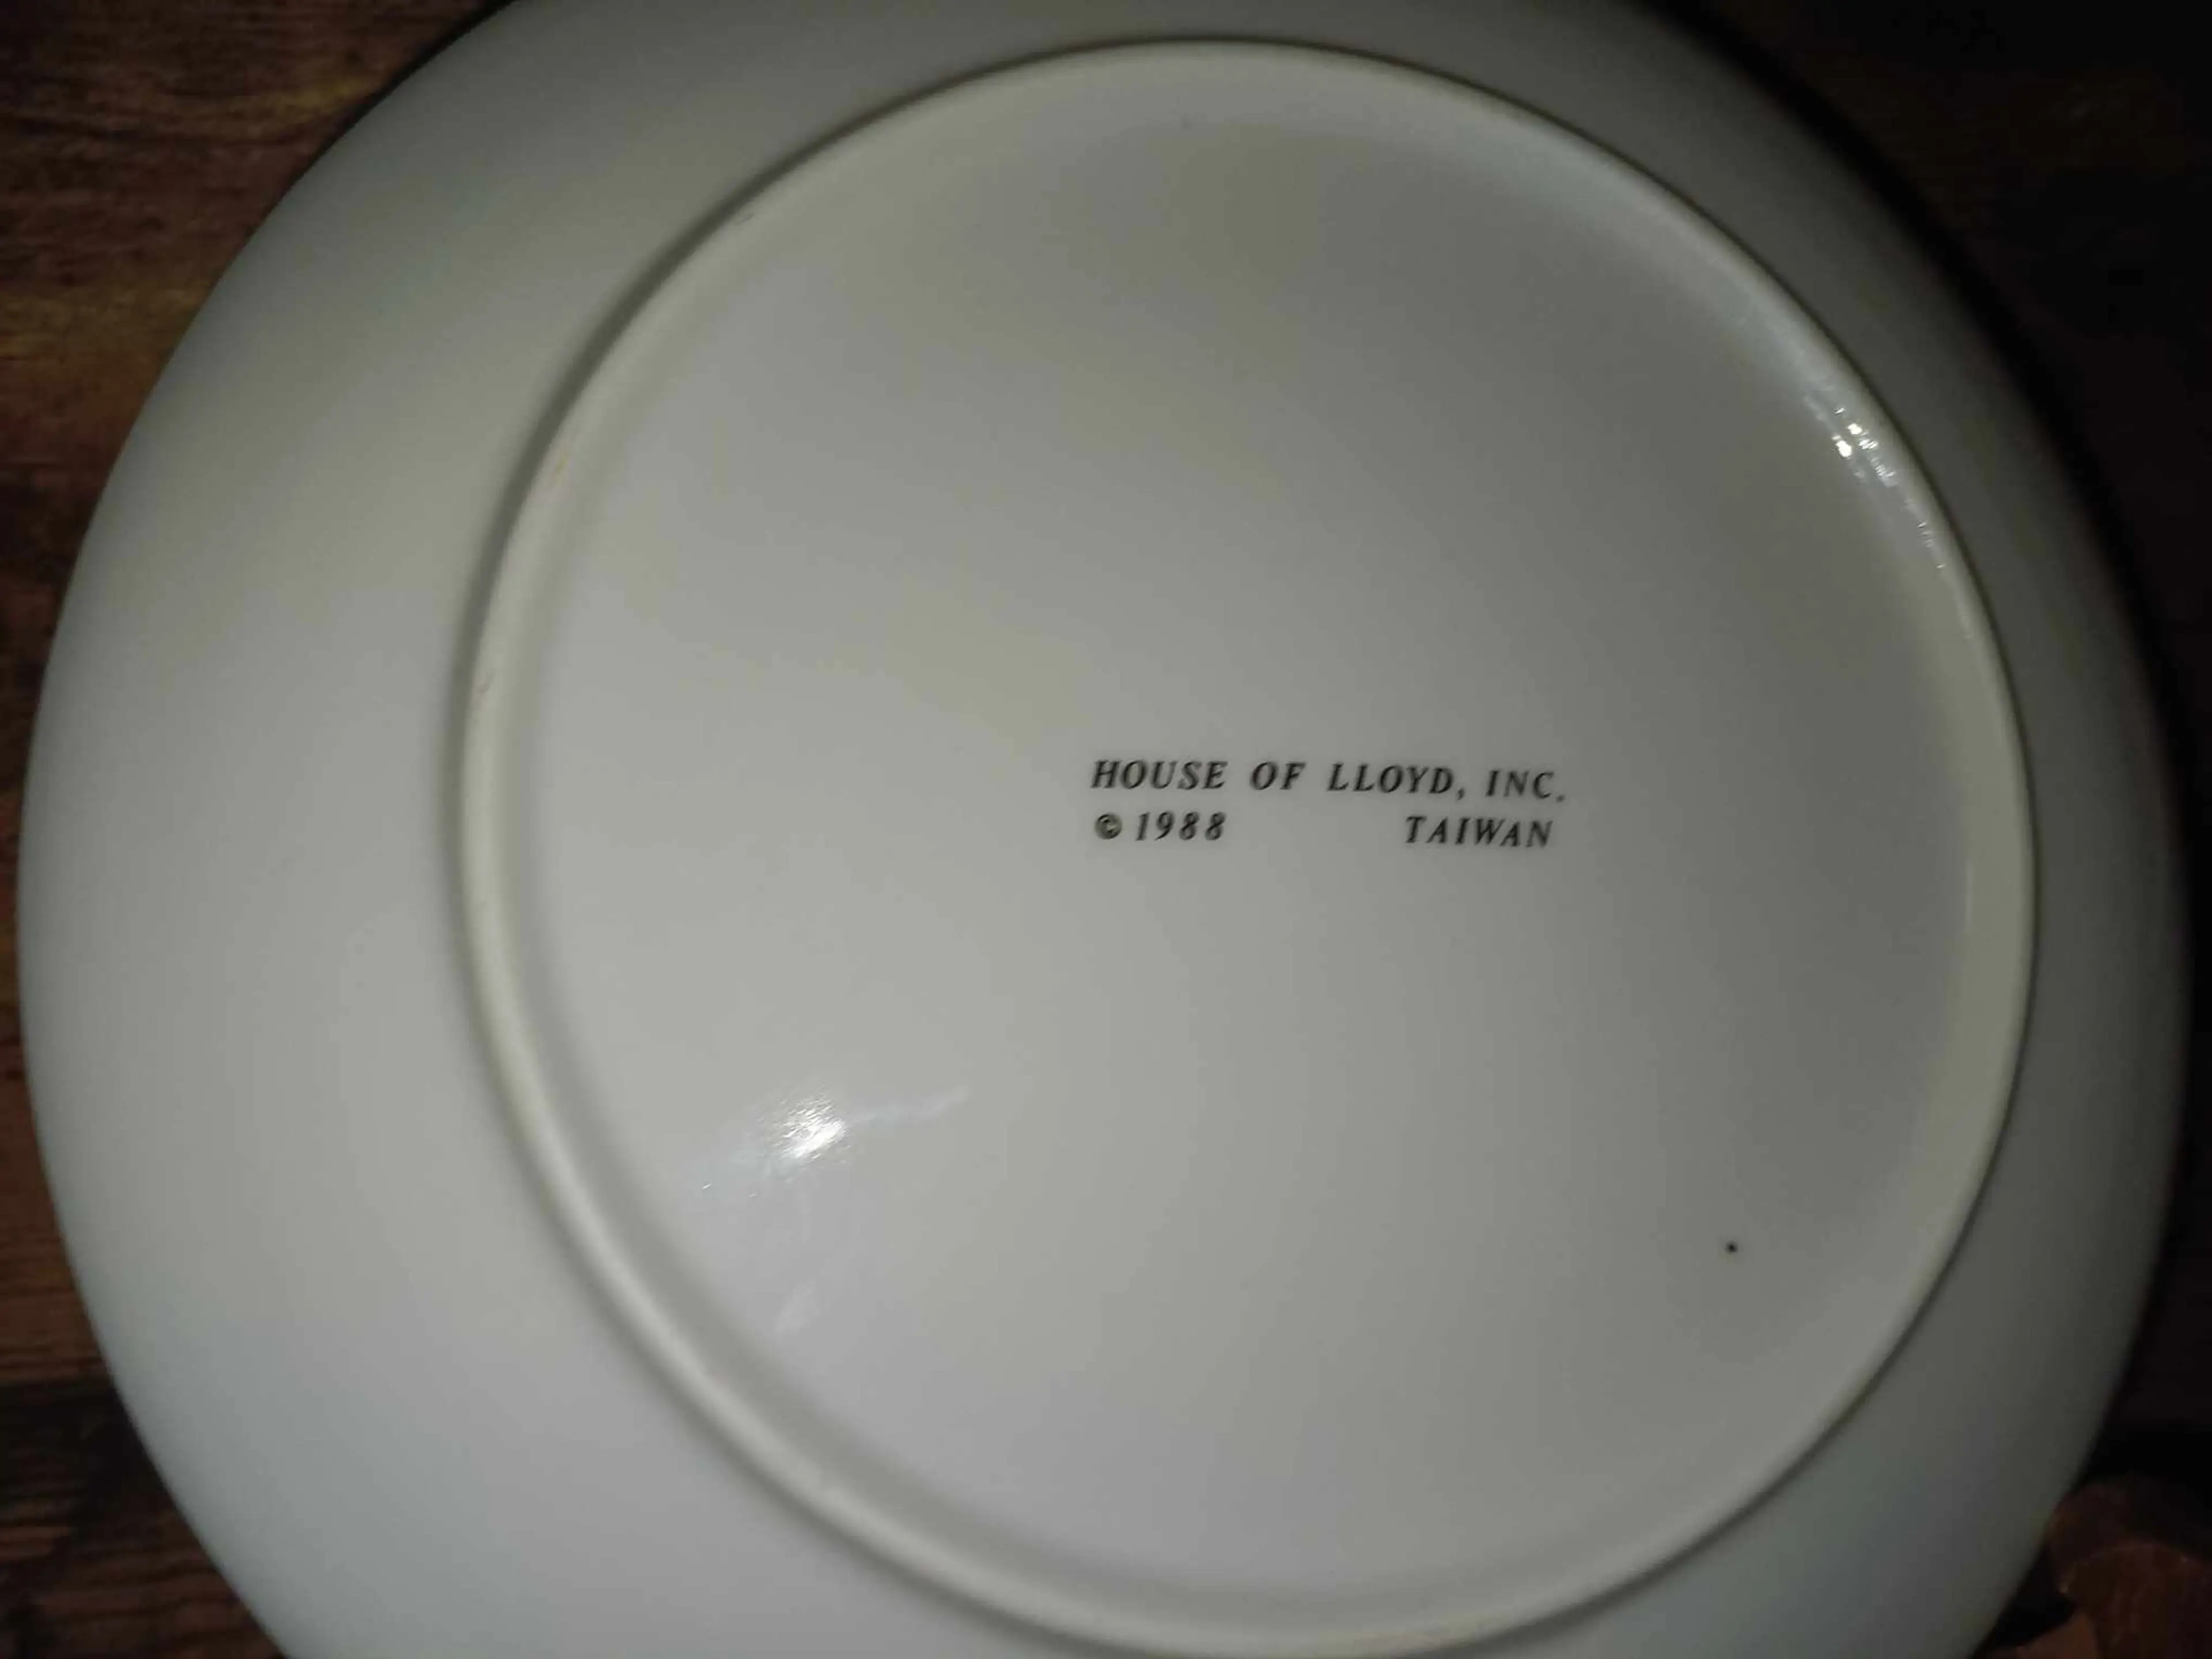 HOUSE OF LLOYD, INC.
© 1988 TAIWAN